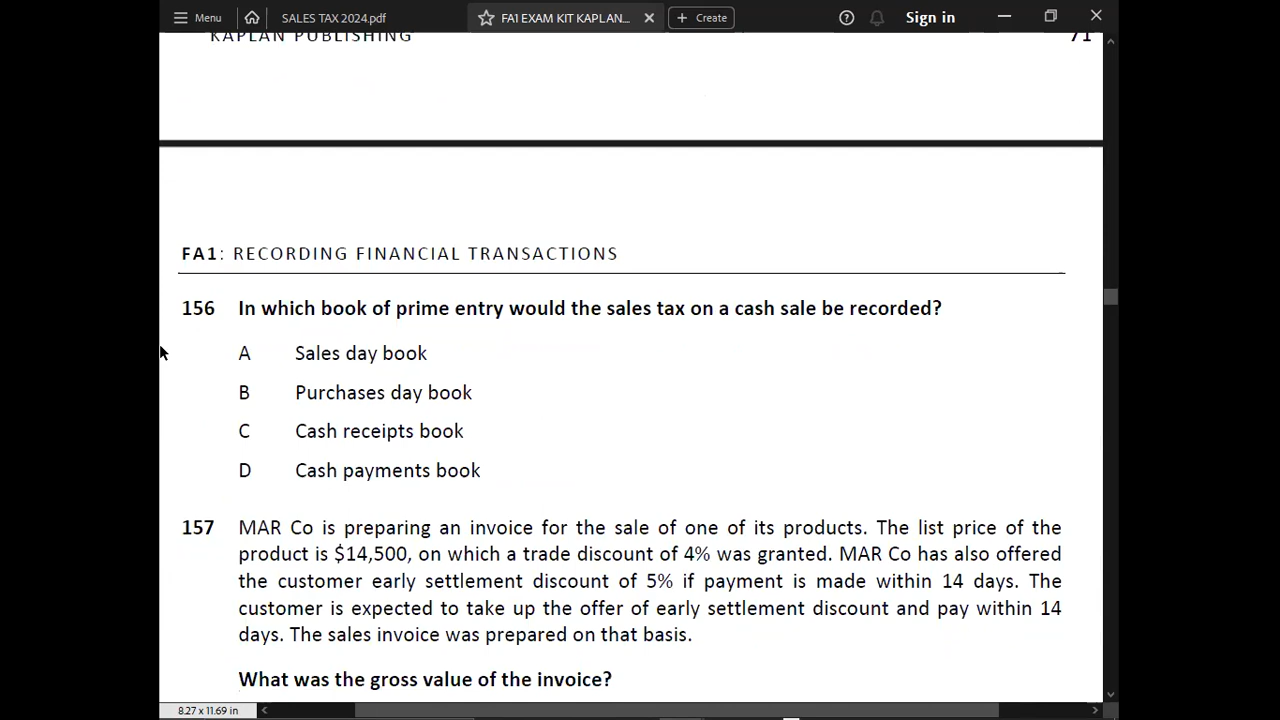 Menu
SALES TAX 2024.pdf
FA1 EXAM KIT KAPLAN...
Create
Sign in
KAPLAN PUBLISHING
71
FA1: RECORDING FINANCIAL TRANSACTIONS
156 In which book of prime entry would the sales tax on a cash sale be recorded?
A Sales day book
B Purchases day book
C Cash receipts book
D Cash payments book
157 MAR Co is preparing an invoice for the sale of one of its products. The list price of the
product is $14,500, on which a trade discount of 4% was granted. MAR Co has also offered
the customer early settlement discount of 5% if payment is made within 14 days. The
customer is expected to take up the offer of early settlement discount and pay within 14
days. The sales invoice was prepared on that basis.
What was the gross value of the invoice?
8.27 x 11.69 in